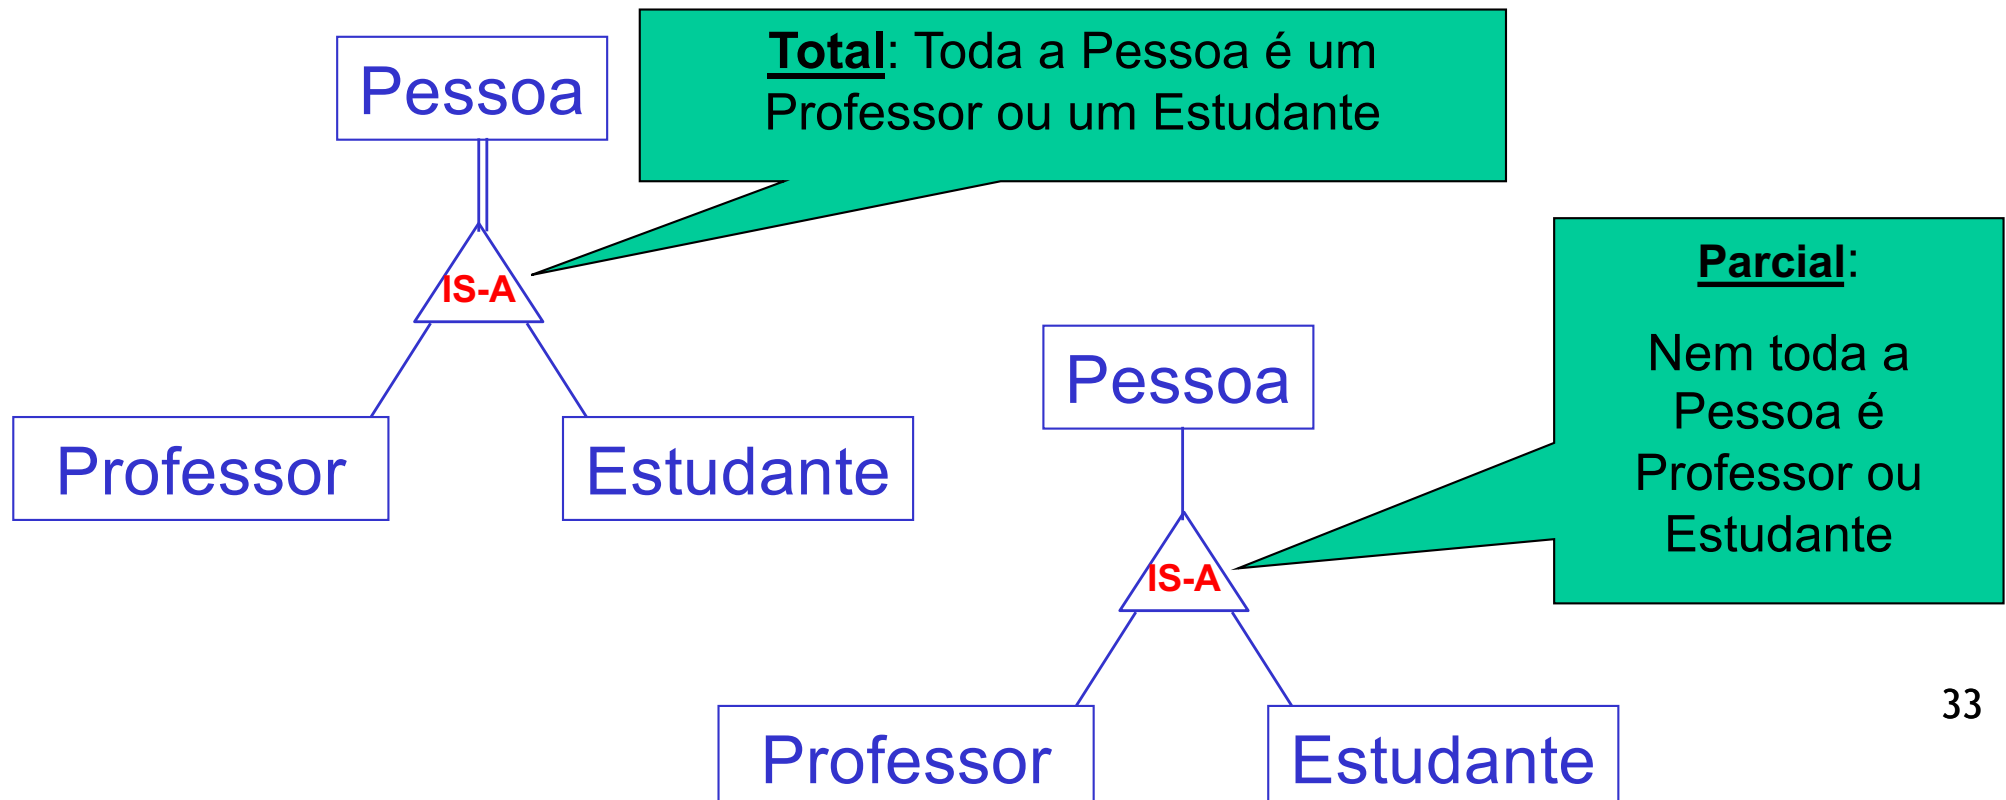 Pessoa
Total: Toda a Pessoa é um
Professor ou um Estudante
IS-A
Professor
Estudante
Parcial:
Nem toda a
Pessoa é
Professor ou
Estudante
Pessoa
IS-A
Professor
Estudante
33